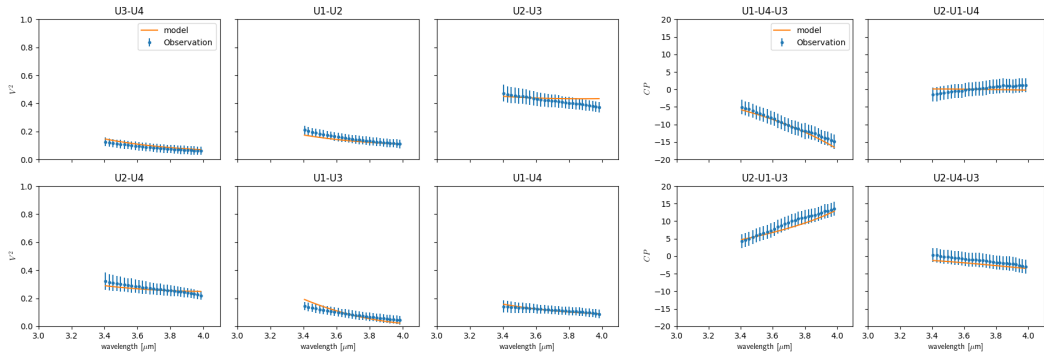 U3-U4
U1-U2
U2-U3
U1-U4-U3
U2-U1-U4
1.0
0.8
0.6
0.4
0.2
0.0
V²
model
Observation
20
15
10
5
0
−5
−10
−15
−20
CP
model
Observation
U2-U4
U1-U3
U1-U4
U2-U1-U3
U2-U4-U3
1.0
0.8
0.6
0.4
0.2
0.0
V²
20
15
10
5
0
−5
−10
−15
−20
CP
3.0 3.2 3.4 3.6 3.8 4.0
3.0 3.2 3.4 3.6 3.8 4.0
3.0 3.2 3.4 3.6 3.8 4.0
3.0 3.2 3.4 3.6 3.8 4.0
3.0 3.2 3.4 3.6 3.8 4.0
wavelength [μm]
wavelength [μm]
wavelength [μm]
wavelength [μm]
wavelength [μm]